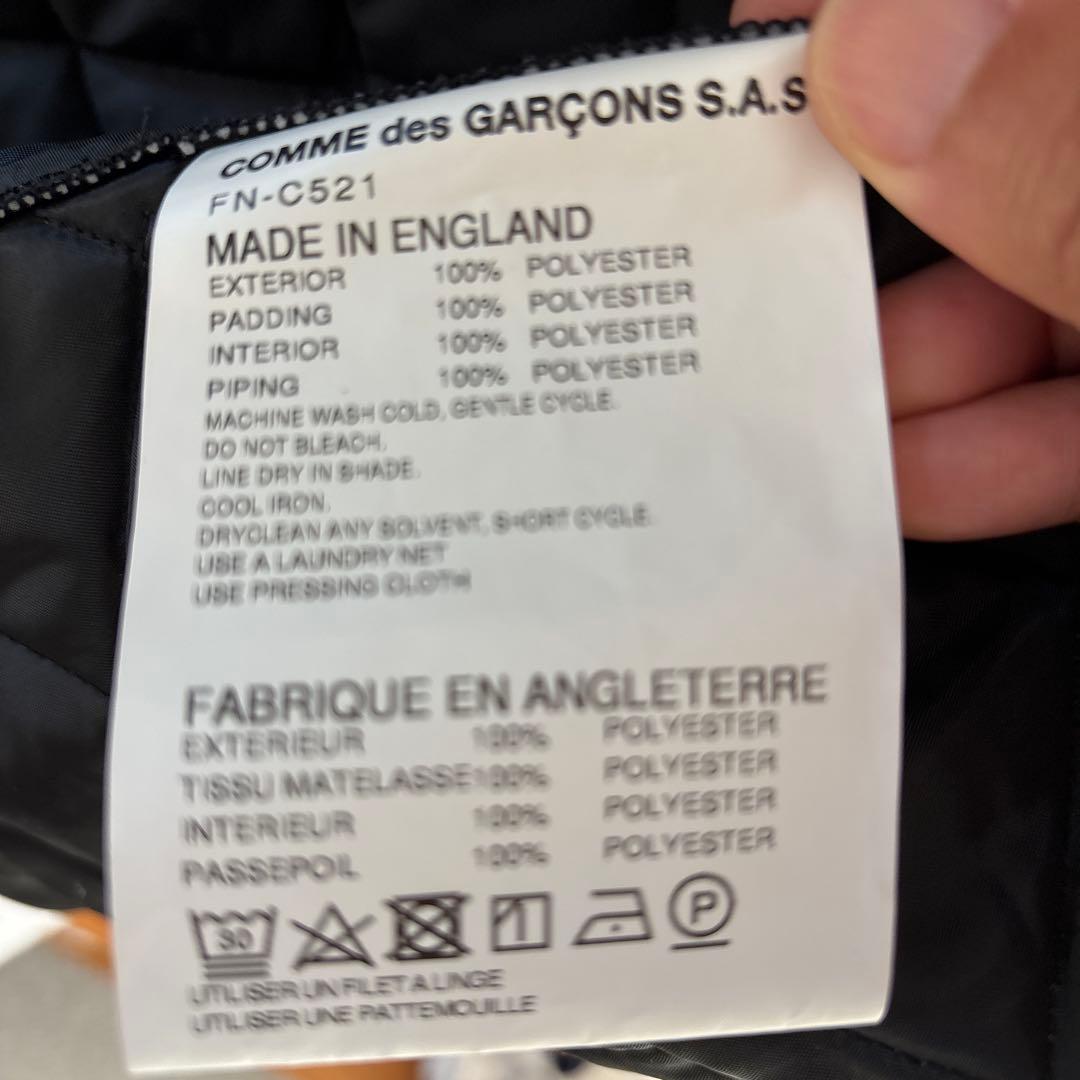 COMME des GARÇONS S.A.S
FN-C521
MADE IN ENGLAND
EXTERIOR 100% POLYESTER
PADDING 100% POLYESTER
INTERIOR 100% POLYESTER
PIPING 100% POLYESTER
MACHINE WASH COLD, GENTLE CYCLE.
DO NOT BLEACH.
LINE DRY IN SHADE.
COOL IRON.
DRYCLEAN ANY SOLVENT, SHORT CYCLE.
USE A LAUNDRY NET
USE PRESSING CLOTH
FABRIQUE EN ANGLETERRE
EXTERIEUR 100% POLYESTER
TISSU MATELASSE 100% POLYESTER
INTERIEUR 100% POLYESTER
PASSEPOIL 100% POLYESTER
30 P
UTILISER UN FILET A LINGE
UTILISER UNE PATTEMOUILLE